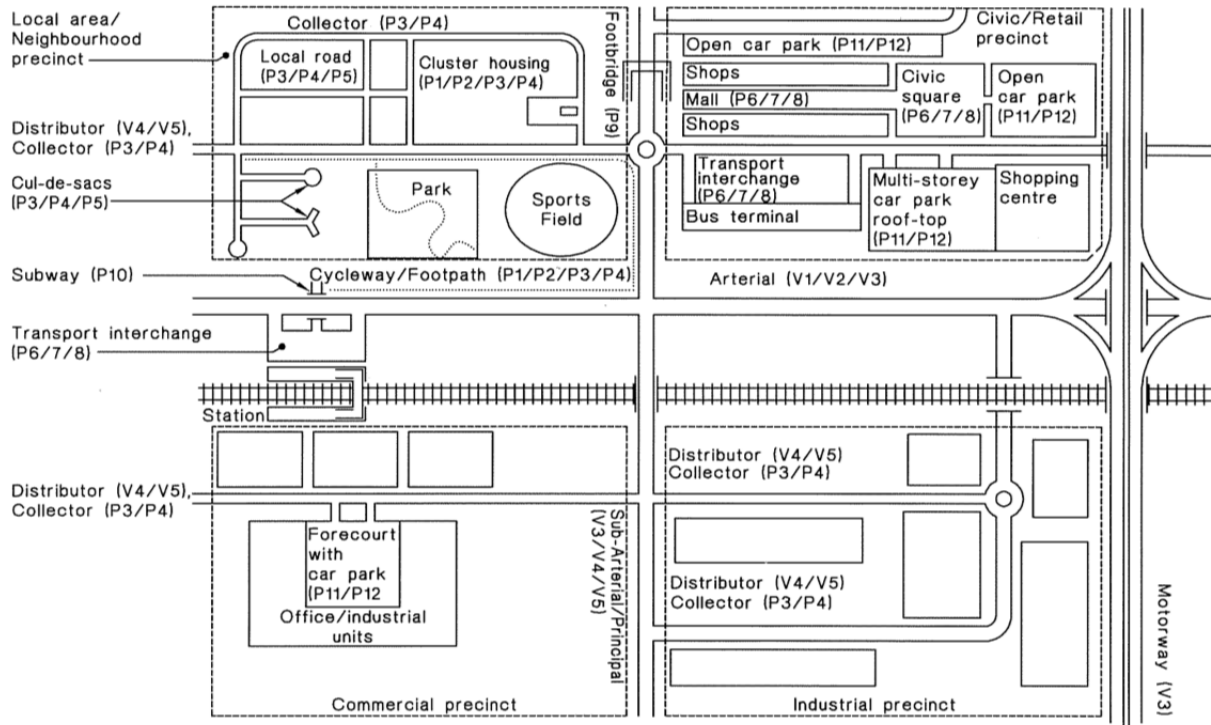 Local area/
Neighbourhood
precinct
Collector (P3/P4)
Local road
(P3/P4/P5)
Cluster housing
(P1/P2/P3/P4)
Footbridge (P9)
Civic/Retail
precinct
Open car park (P11/P12)
Shops
Mall (P6/7/8)
Shops
Civic
square
(P6/7/8)
Open
car park
(P11/P12)
Distributor (V4/V5),
Collector (P3/P4)
Cul-de-sacs
(P3/P4/P5)
Park
Sports
Field
Transport
interchange
(P6/7/8)
Bus terminal
Multi-storey
car park
roof-top
(P11/P12)
Shopping
centre
Subway (P10)
Cycleway/Footpath (P1/P2/P3/P4)
Arterial (V1/V2/V3)
Transport interchange
(P6/7/8)
Station
Distributor (V4/V5),
Collector (P3/P4)
Distributor (V4/V5)
Collector (P3/P4)
Forecourt
with
car park
(P11/P12
Office/industrial
units
Sub-Arterial/Principal
(V3/V4/V5)
Distributor (V4/V5)
Collector (P3/P4)
Motorway (V3)
Commercial precinct
Industrial precinct